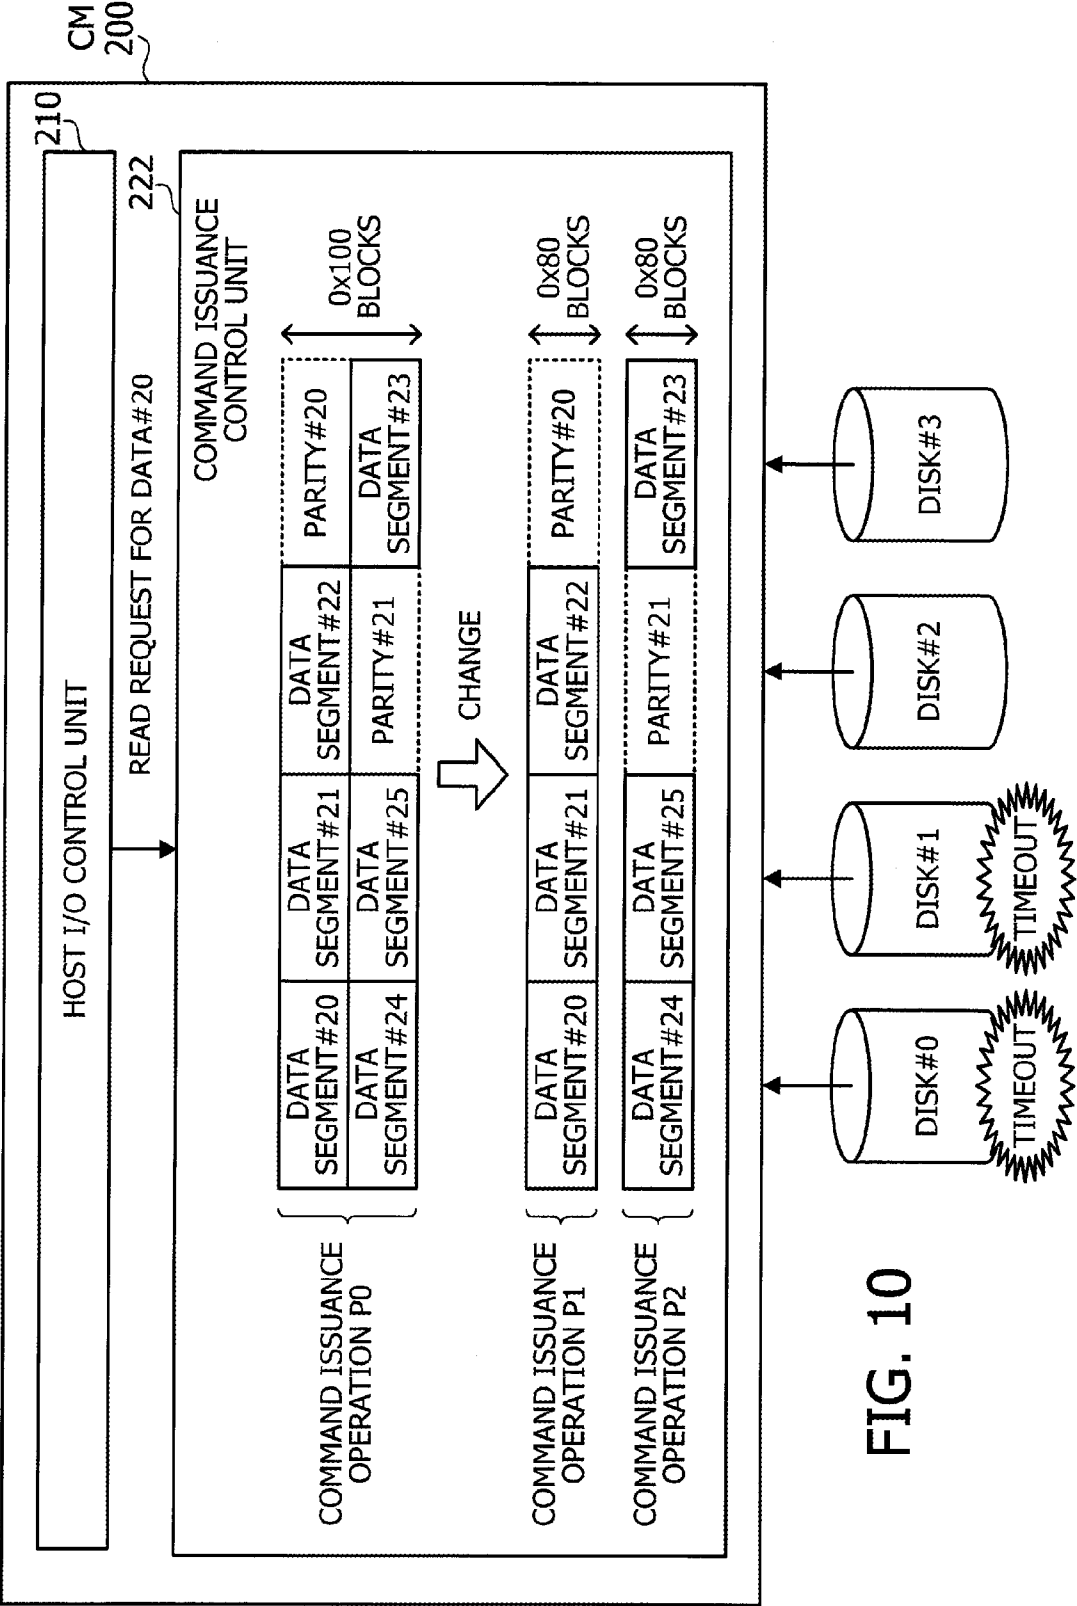 CM
200
210
HOST I/O CONTROL UNIT
READ REQUEST FOR DATA#20
222
COMMAND ISSUANCE
CONTROL UNIT
COMMAND ISSUANCE
OPERATION P0
DATA
SEGMENT#20
DATA
SEGMENT#21
DATA
SEGMENT#22
PARITY#20
DATA
SEGMENT#24
DATA
SEGMENT#25
PARITY#21
DATA
SEGMENT#23
0x100
BLOCKS
CHANGE
COMMAND ISSUANCE
OPERATION P1
DATA
SEGMENT#20
DATA
SEGMENT#21
DATA
SEGMENT#22
PARITY#20
0x80
BLOCKS
COMMAND ISSUANCE
OPERATION P2
DATA
SEGMENT#24
DATA
SEGMENT#25
PARITY#21
DATA
SEGMENT#23
0x80
BLOCKS
DISK#0
TIMEOUT
DISK#1
TIMEOUT
DISK#2
DISK#3
FIG. 10